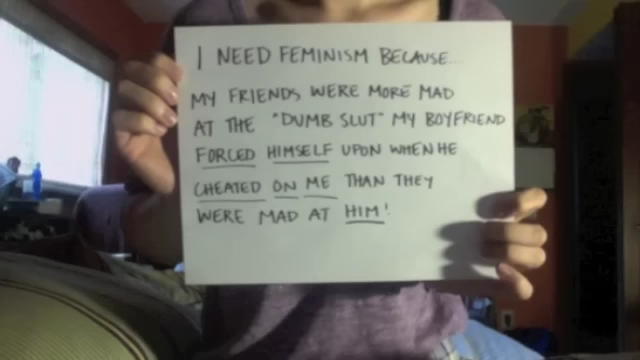 I NEED FEMINISM BECAUSE...
MY FRIENDS WERE MORE MAD
AT THE "DUMB SLUT" MY BOYFRIEND
FORCED HIMSELF UPON WHEN HE
CHEATED ON ME THAN THEY
WERE MAD AT HIM!